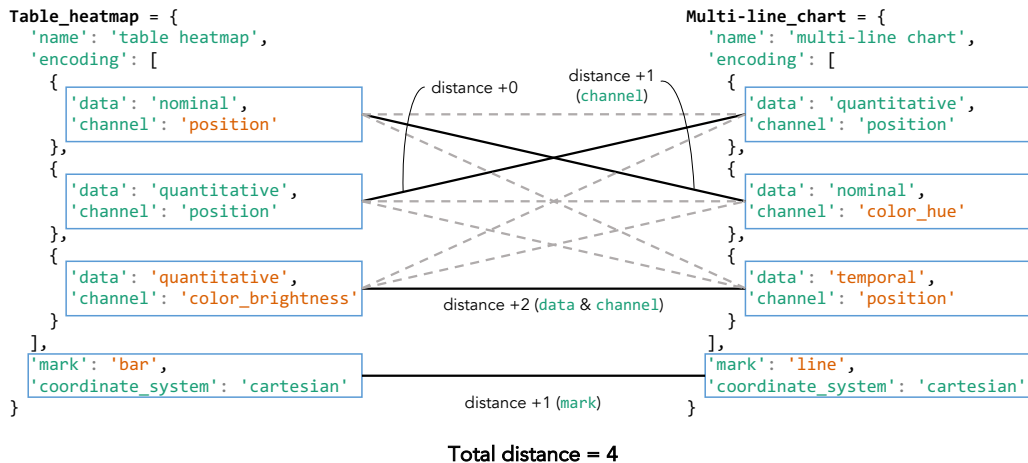 Table_heatmap = {
'name': 'table heatmap',
'encoding': [
{
'data': 'nominal',
'channel': 'position'
},
{
'data': 'quantitative',
'channel': 'position'
},
{
'data': 'quantitative',
'channel': 'color_brightness'
}
],
'mark': 'bar',
'coordinate_system': 'cartesian'
}
distance +0
distance +1
(channel)
distance +2 (data & channel)
distance +1 (mark)
Multi-line_chart = {
'name': 'multi-line chart',
'encoding': [
{
'data': 'quantitative',
'channel': 'position'
},
{
'data': 'nominal',
'channel': 'color_hue'
},
{
'data': 'temporal',
'channel': 'position'
}
],
'mark': 'line',
'coordinate_system': 'cartesian'
}
Total distance = 4